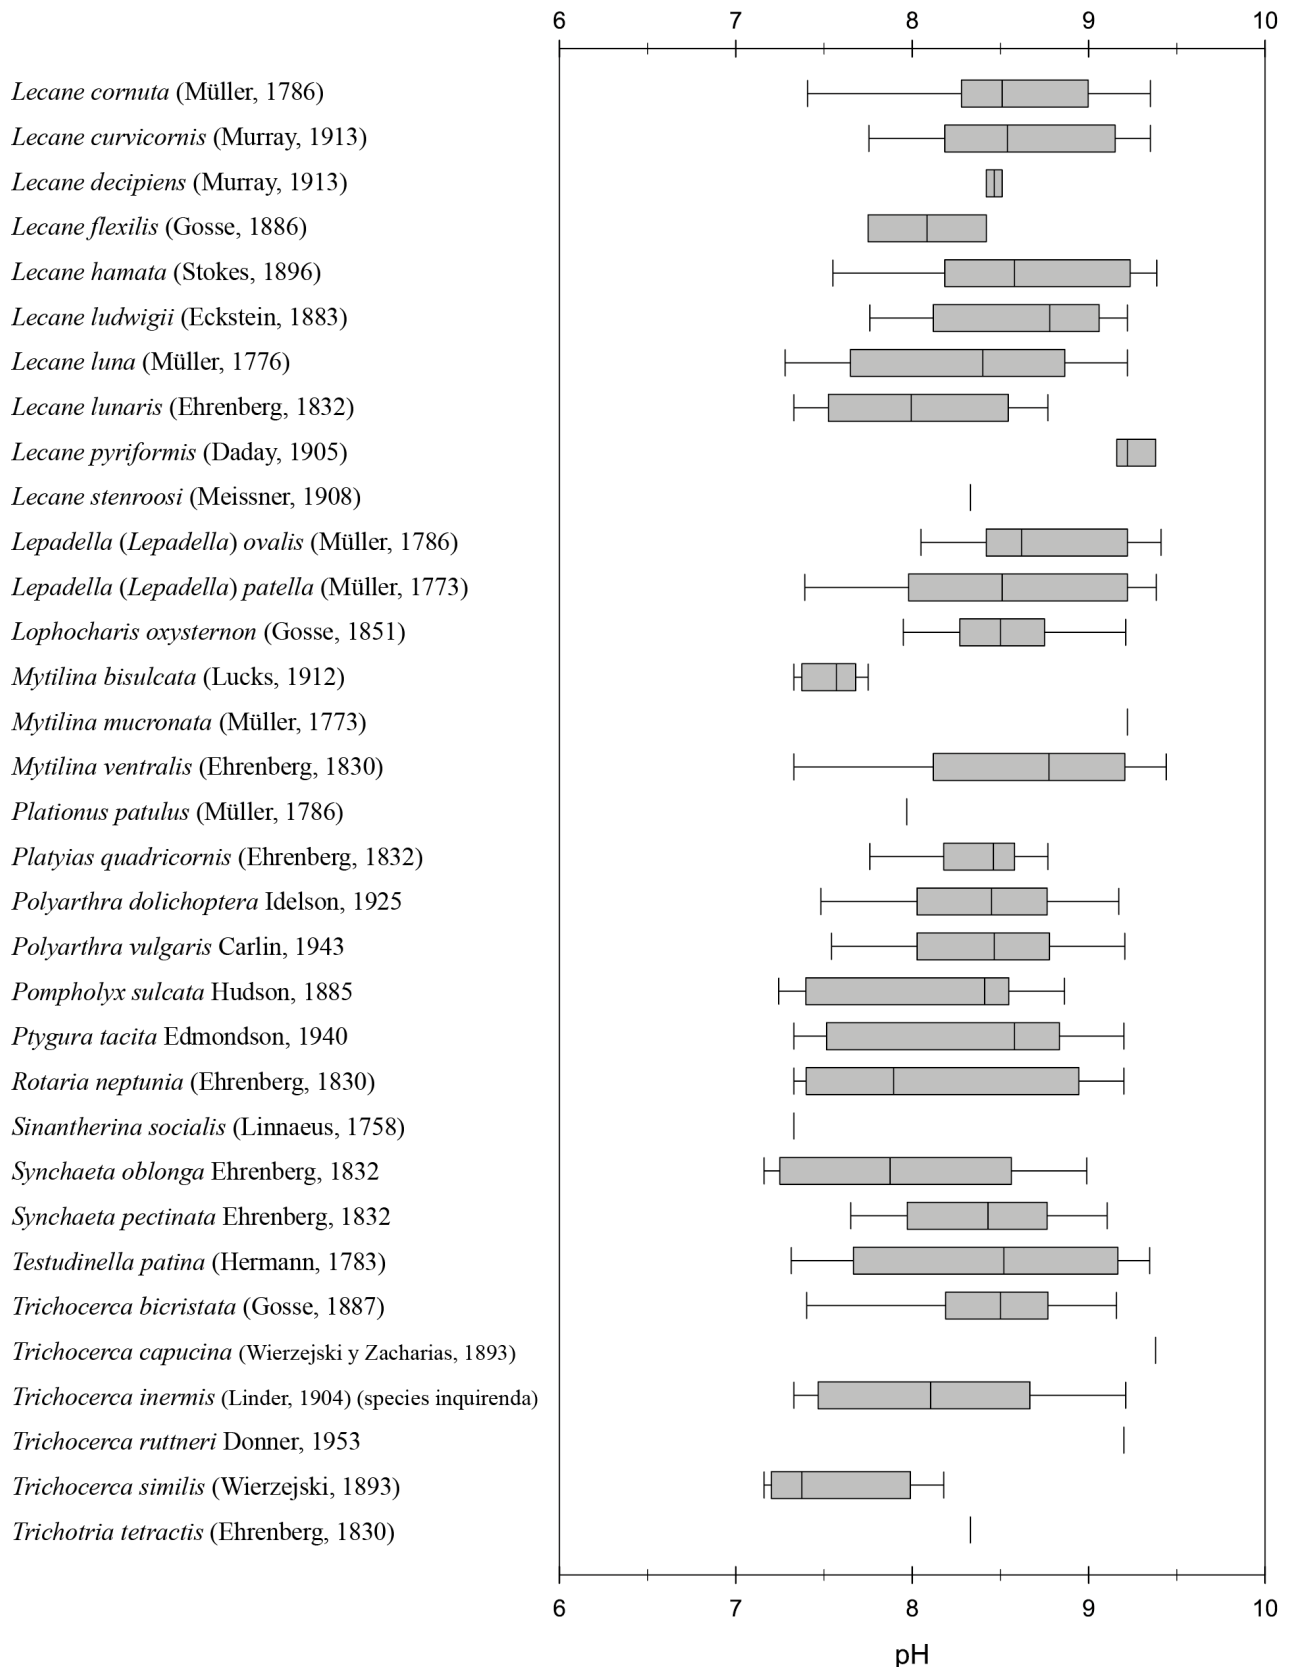 6 7 8 9 10
Lecane cornuta (Müller, 1786)
Lecane curvicornis (Murray, 1913)
Lecane decipiens (Murray, 1913)
Lecane flexilis (Gosse, 1886)
Lecane hamata (Stokes, 1896)
Lecane ludwigii (Eckstein, 1883)
Lecane luna (Müller, 1776)
Lecane lunaris (Ehrenberg, 1832)
Lecane pyriformis (Daday, 1905)
Lecane stenroosi (Meissner, 1908)
Lepadella (Lepadella) ovalis (Müller, 1786)
Lepadella (Lepadella) patella (Müller, 1773)
Lophocharis oxysternon (Gosse, 1851)
Mytilina bisulcata (Lucks, 1912)
Mytilina mucronata (Müller, 1773)
Mytilina ventralis (Ehrenberg, 1830)
Plationus patulus (Müller, 1786)
Platyias quadricornis (Ehrenberg, 1832)
Polyarthra dolichoptera Idelson, 1925
Polyarthra vulgaris Carlin, 1943
Pompholyx sulcata Hudson, 1885
Ptygura tacita Edmondson, 1940
Rotaria neptunia (Ehrenberg, 1830)
Sinantherina socialis (Linnaeus, 1758)
Synchaeta oblonga Ehrenberg, 1832
Synchaeta pectinata Ehrenberg, 1832
Testudinella patina (Hermann, 1783)
Trichocerca bicristata (Gosse, 1887)
Trichocerca capucina (Wierzejski y Zacharias, 1893)
Trichocerca inermis (Linder, 1904) (species inquirenda)
Trichocerca ruttneri Donner, 1953
Trichocerca similis (Wierzejski, 1893)
Trichotria tetractis (Ehrenberg, 1830)
6 7 8 9 10
pH